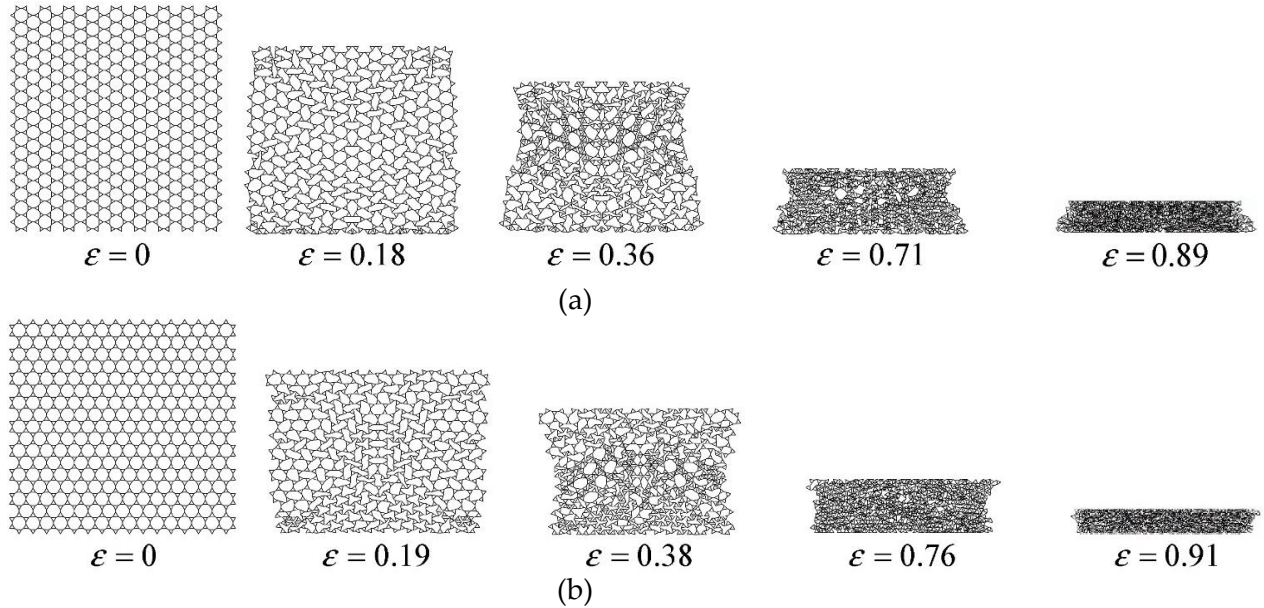 ε = 0 ε = 0.18 ε = 0.36 ε = 0.71 ε = 0.89
(a)
ε = 0 ε = 0.19 ε = 0.38 ε = 0.76 ε = 0.91
(b)